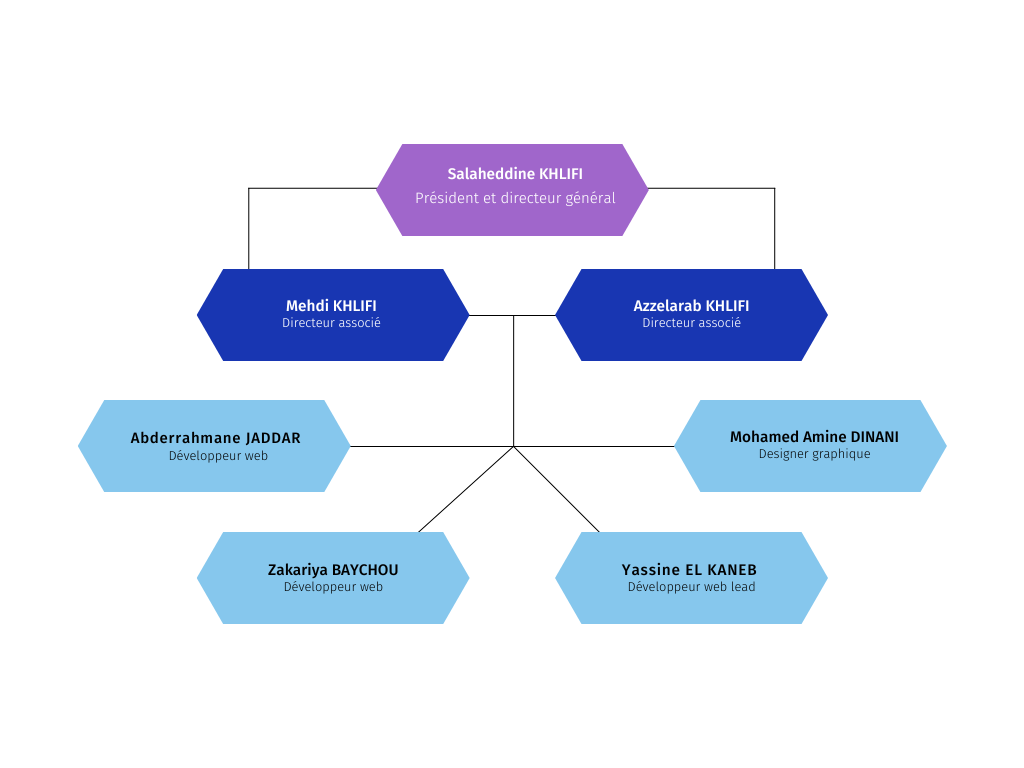 Salaheddine KHLIFI
Président et directeur général
Mehdi KHLIFI
Directeur associé
Azzelarab KHLIFI
Directeur associé
Abderrahmane JADDAR
Développeur web
Mohamed Amine DINANI
Designer graphique
Zakariya BAYCHOU
Développeur web
Yassine EL KANEB
Développeur web lead